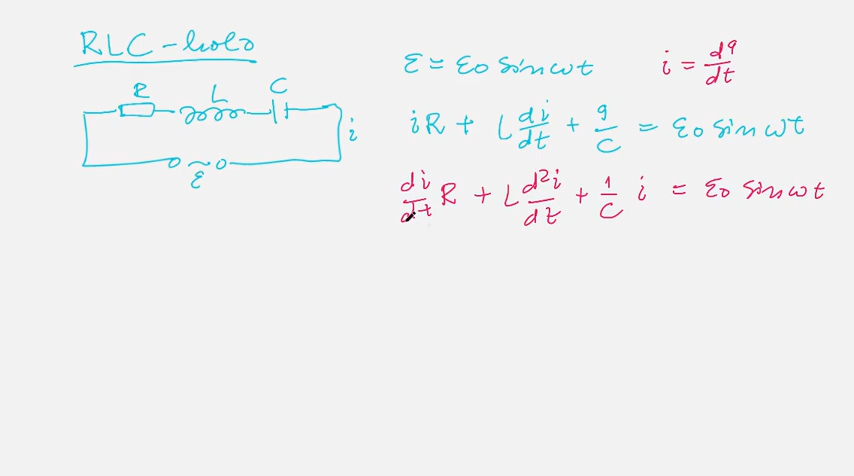 RLC-kolo
R L C
i
ε
ε = ε₀ sin ωt i = dq/dt
iR + L di/dt + q/C = ε₀ sin ωt
di/dt R + L d²i/dt + 1/C i = ε₀ sin ωt